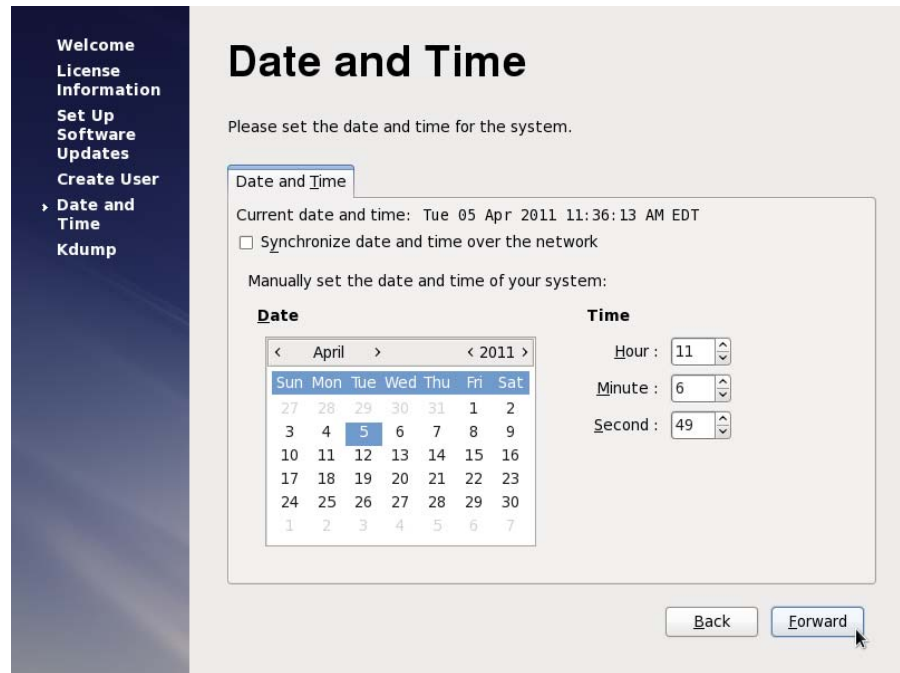 Welcome
License
Information
Set Up
Software
Updates
Create User
› Date and
Time
Kdump
Date and Time
Please set the date and time for the system.
Date and Time
Current date and time: Tue 05 Apr 2011 11:36:13 AM EDT
Synchronize date and time over the network
Manually set the date and time of your system:
Date
‹ April › ‹ 2011 ›
Sun Mon Tue Wed Thu Fri Sat
27 28 29 30 31 1 2
3 4 5 6 7 8 9
10 11 12 13 14 15 16
17 18 19 20 21 22 23
24 25 26 27 28 29 30
1 2 3 4 5 6 7
Time
Hour : 11
Minute : 6
Second : 49
Back
Forward